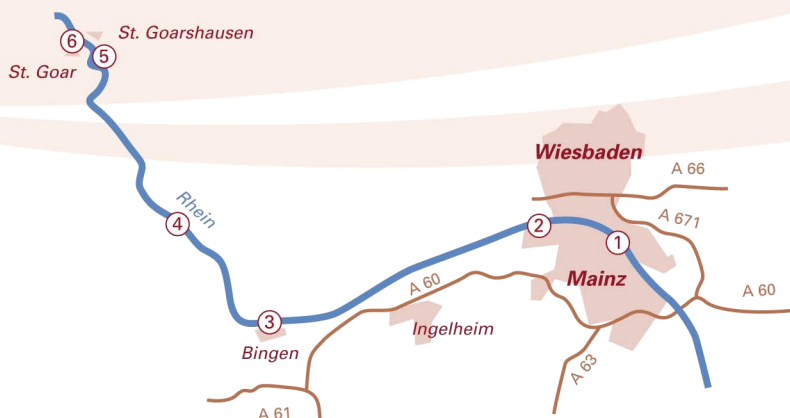 St. Goarshausen
6
5
St. Goar
Wiesbaden
A 66
Rhein
4
2
A 671
1
Mainz
A 60
A 60
3
Ingelheim
Bingen
A 63
A 61